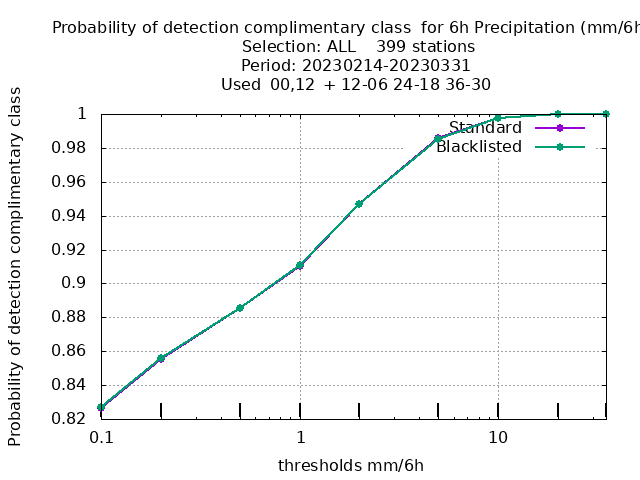 Probability of detection complimentary class for 6h Precipitation (mm/6h
Selection: ALL 399 stations
Period: 20230214-20230331
Used 00,12 + 12-06 24-18 36-30
Probability of detection complimentary class
1
0.98
0.96
0.94
0.92
0.9
0.88
0.86
0.84
0.82
Standard
Blacklisted
0.1 1 10
thresholds mm/6h